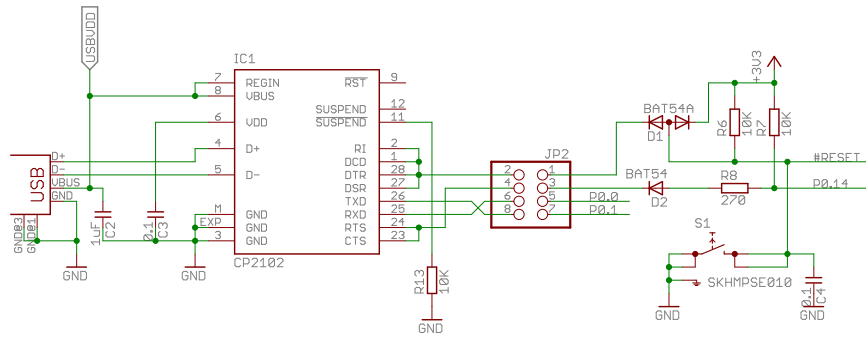 USBVDD
IC1
7 REGIN RST 9
8 VBUS
SUSPEND 12
6 VDD SUSPEND 11
4 D+ RI 2
DCD 1
5 D- DTR 28
DSR 27
TXD 26
M GND RXD 25
EXP GND RTS 24
3 GND CTS 23
CP2102
USB
D+
D-
VBUS
GND
GND@3
GND@1
1uF
C2
0.1
C3
GND
GND
R13
10K
GND
JP2
2 1
4 3
6 5
8 7
P0.0
P0.1
BAT54A
D1
BAT54
D2
R8
270
+3V3
R6
10K
R7
10K
#RESET
P0.14
S1
SKHMPSE010
GND
0.1
C4
GND